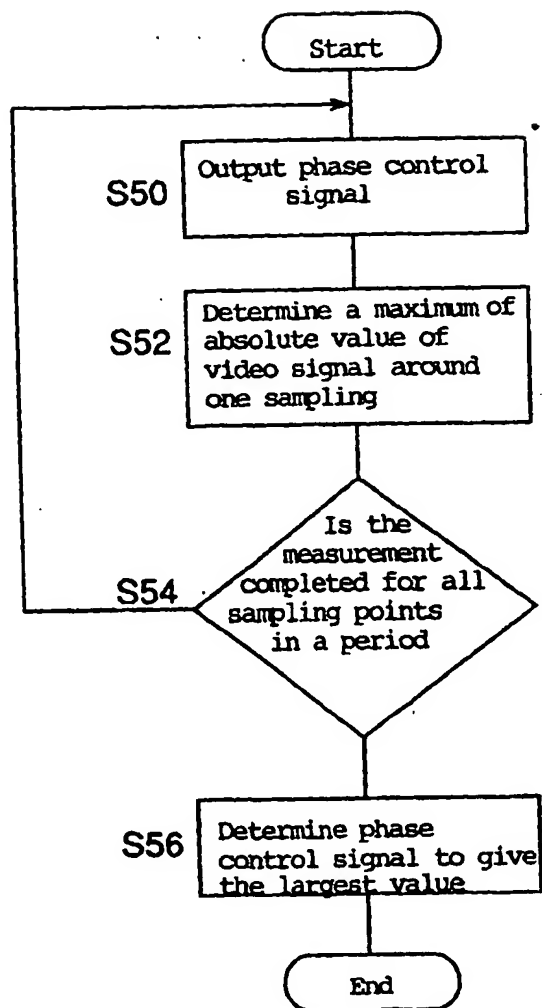 Start
S50
Output phase control
signal
S52
Determine a maximum of
absolute value of
video signal around
one sampling
S54
Is the
measurement
completed for all
sampling points
in a period
S56
Determine phase
control signal to give
the largest value
End